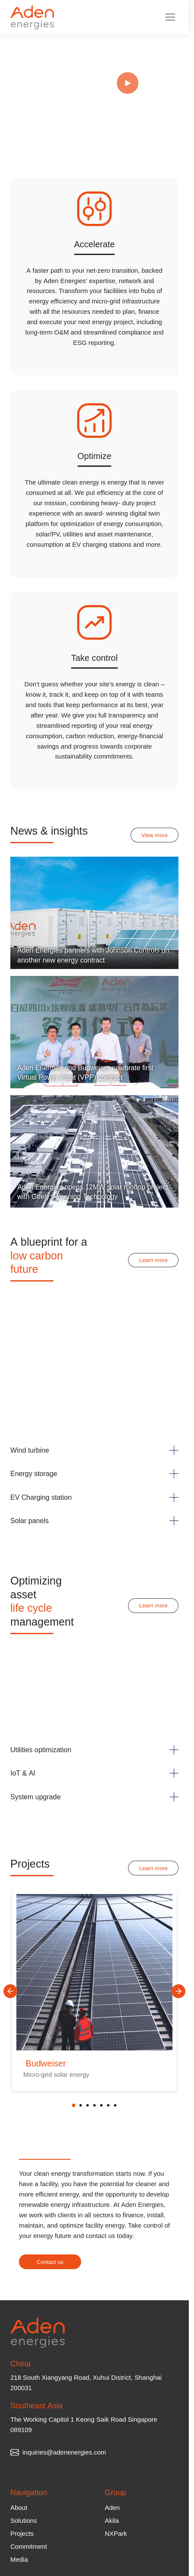 Aden
energies
Accelerate
A faster path to your net-zero transition, backed
by Aden Energies' expertise, network and
resources. Transform your facilities into hubs of
energy efficiency and micro-grid infrastructure
with all the resources needed to plan, finance
and execute your next energy project, including
long-term O&M and streamlined compliance and
ESG reporting.
Optimize
The ultimate clean energy is energy that is never
consumed at all. We put efficiency at the core of
our mission, combining heavy- duty project
experience with an award- winning digital twin
platform for optimization of energy consumption,
solar/PV, utilities and asset maintenance,
consumption at EV charging stations and more.
Take control
Don't guess whether your site's energy is clean –
know it, track it, and keep on top of it with teams
and tools that keep performance at its best, year
after year. We give you full transparency and
streamlined reporting of your real energy
consumption, carbon reduction, energy-financial
savings and progress towards corporate
sustainability commitments.
News & insights
View more
Aden Energies partners with Johnson Controls on
another new energy contract
Aden Energies and Budweiser celebrate first
Virtual Power Plant (VPP) project
with Goe
A blueprint for a
low carbon
future
Learn more
Wind turbine
Energy storage
EV Charging station
Solar panels
Optimizing
asset
life cycle
management
Learn more
Utilities optimization
IoT & AI
System upgrade
Projects
Learn more
Budweiser
Micro-grid solar energy
Your clean energy transformation starts now. If you
have a facility, you have the potential for cleaner and
more efficient energy, and the opportunity to develop
renewable energy infrastructure. At Aden Energies,
we work with clients in all sectors to finance, install,
maintain, and optimize facility energy. Take control of
your energy future and contact us today.
Contact us
Aden
energies
China
218 South Xiangyang Road, Xuhui District, Shanghai
200031
Southeast Asia
The Working Capitol 1 Keong Saik Road Singapore
089109
inquiries@adenenergies.com
Navigation
Group
About
Aden
Solutions
Akila
Projects
NXPark
Commitment
Media